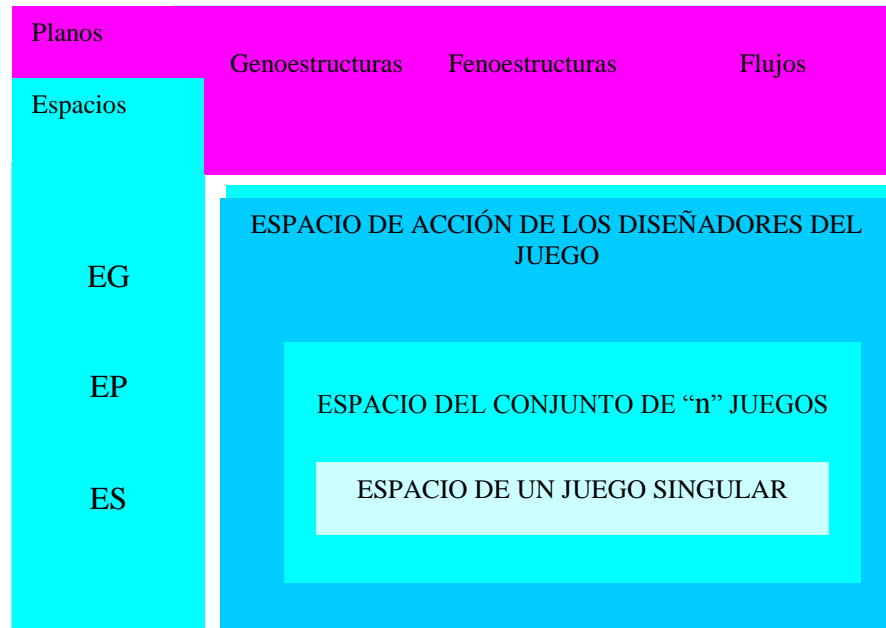 Planos
Genoestructuras Fenoestructuras Flujos
Espacios
ESPACIO DE ACCIÓN DE LOS DISEÑADORES DEL
JUEGO
EG
EP
ESPACIO DEL CONJUNTO DE “n” JUEGOS
ES
ESPACIO DE UN JUEGO SINGULAR